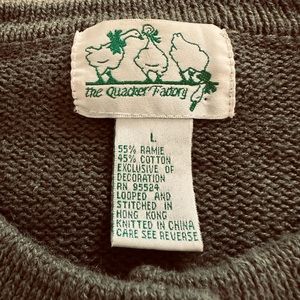 the Quacker Factory
L
55% RAMIE
45% COTTON
EXCLUSIVE OF
DECORATION
RN 95524
LOOPED AND
STITCHED IN
HONG KONG
KNITTED IN CHINA
CARE SEE REVERSE